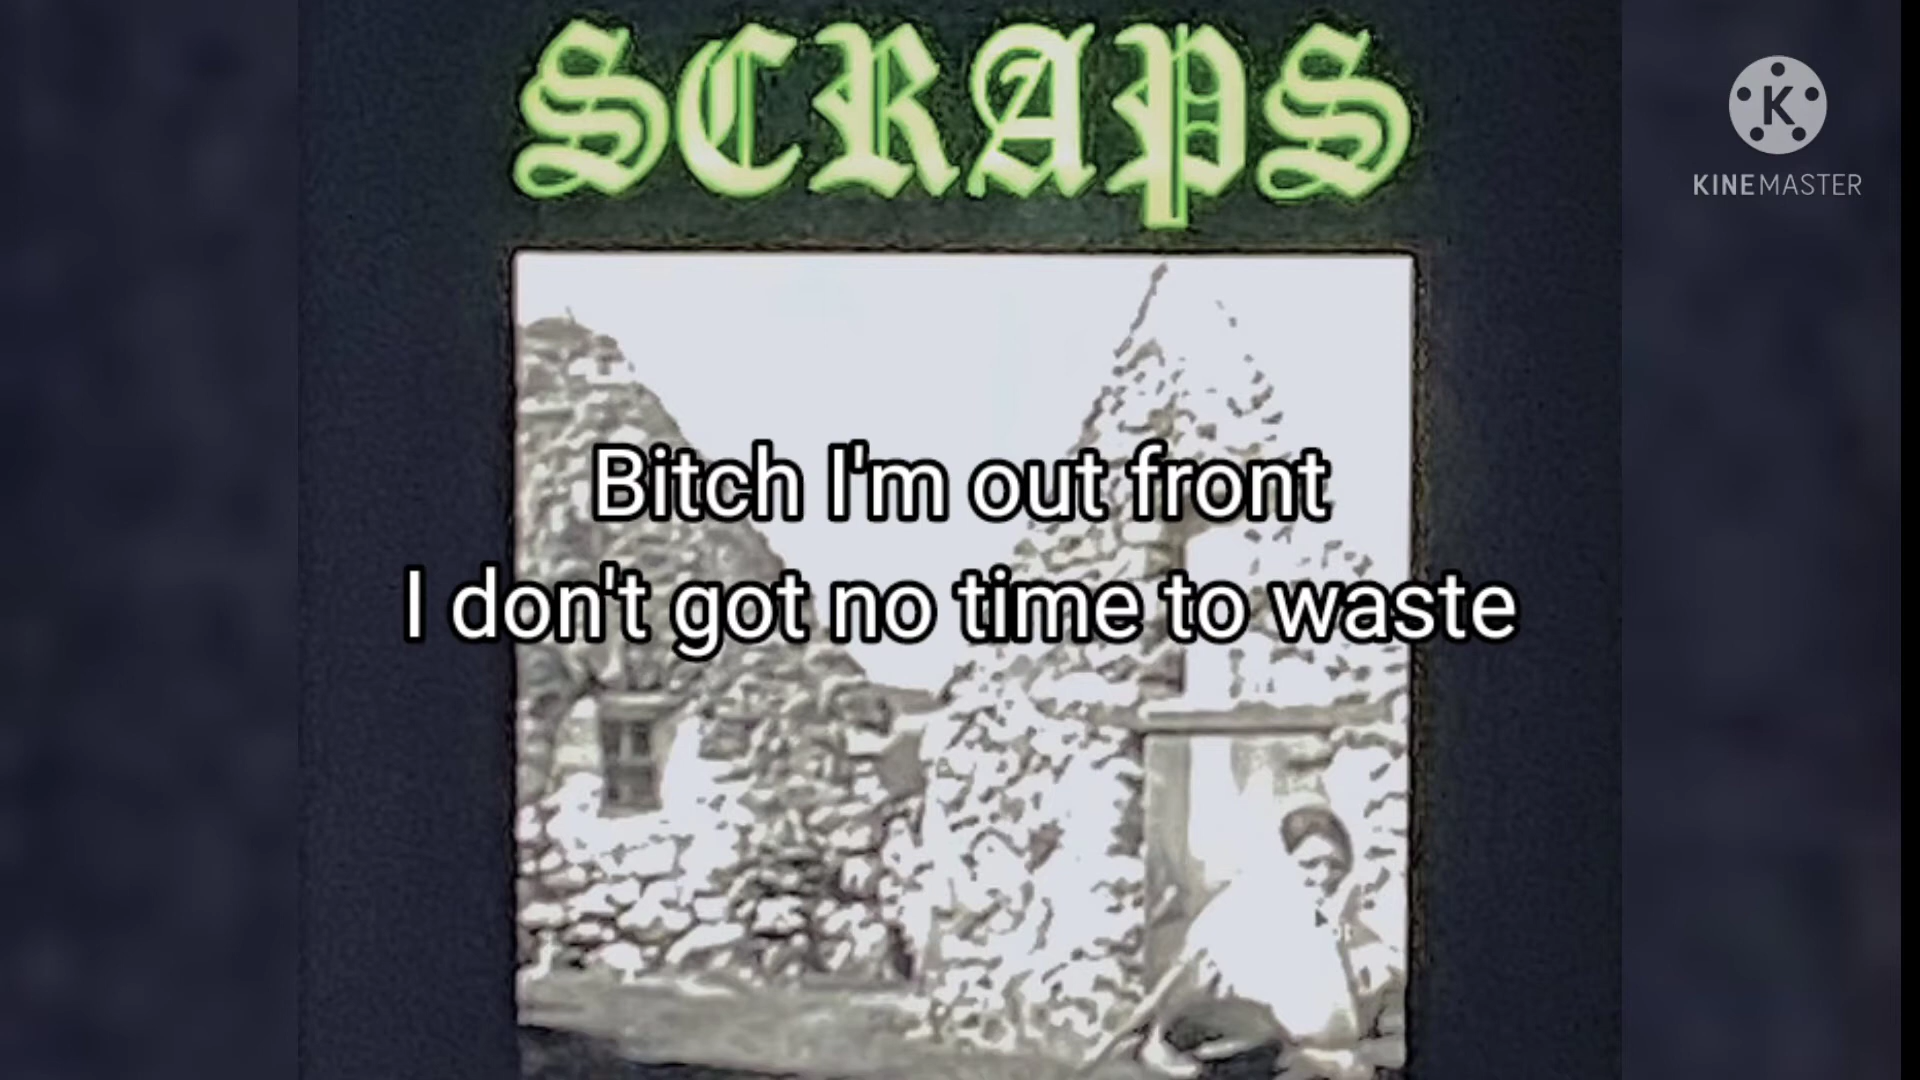 SCRAPS
K
KINEMASTER
Bitch I'm out front
I don't got no time to waste